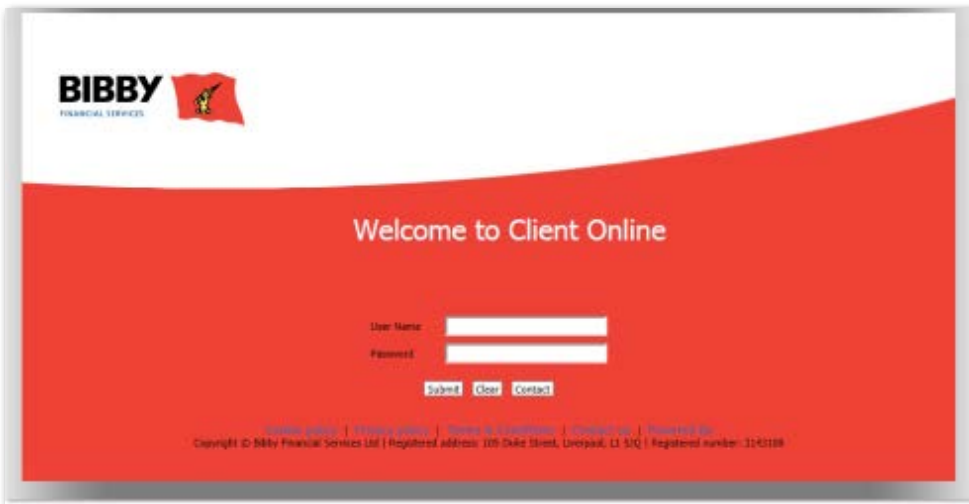 BIBBY
FINANCIAL SERVICES
Welcome to Client Online
User Name
Password
Submit Clear Contact
Cookie policy | Privacy policy | Terms & Conditions | Contact Us | Powered By
Copyright © Bibby Financial Services Ltd | Registered address: 105 Duke Street, Liverpool, L1 5JQ | Registered number: